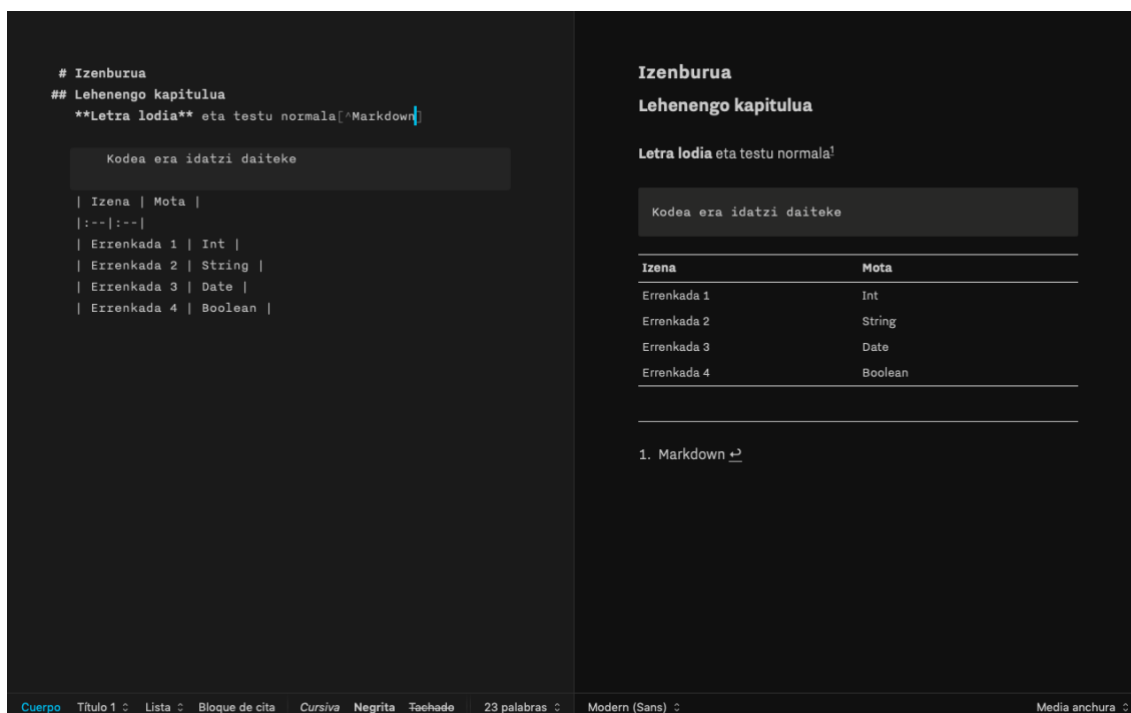 # Izenburua
## Lehenengo kapitulua
**Letra lodia** eta testu normala[^Markdown]
Kodea era idatzi daiteke
| Izena | Mota |
|:--|:--|
| Errenkada 1 | Int |
| Errenkada 2 | String |
| Errenkada 3 | Date |
| Errenkada 4 | Boolean |
Izenburua
Lehenengo kapitulua
Letra lodia eta testu normala1
Kodea era idatzi daiteke
Izena Mota
Errenkada 1 Int
Errenkada 2 String
Errenkada 3 Date
Errenkada 4 Boolean
1. Markdown ↩
Cuerpo Título 1 Lista Bloque de cita Cursiva Negrita Tachado 23 palabras Modern (Sans) Media anchura